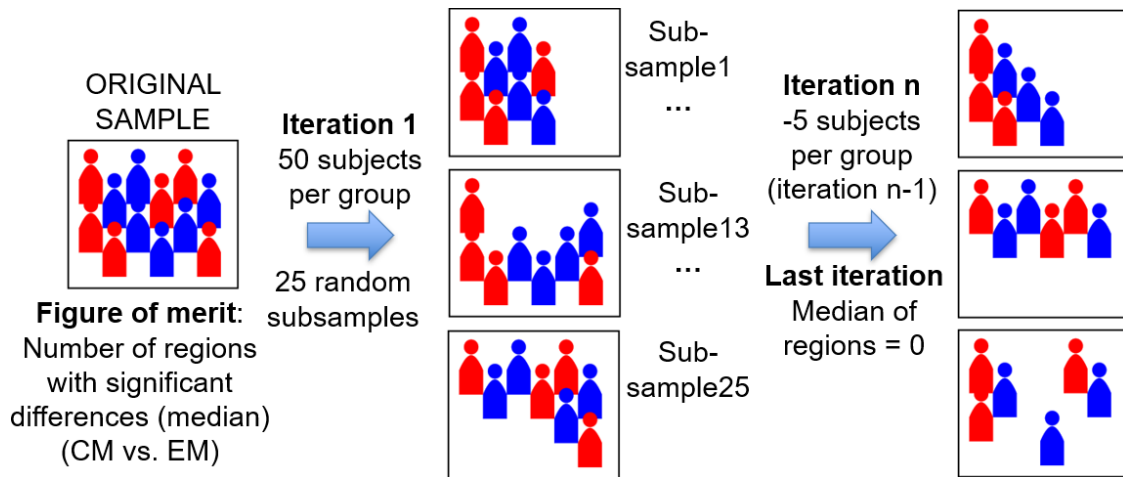 ORIGINAL
SAMPLE
Figure of merit:
Number of regions
with significant
differences (median)
(CM vs. EM)
Iteration 1
50 subjects
per group
25 random
subsamples
Sub-
sample1
...
Sub-
sample13
...
Sub-
sample25
Iteration n
-5 subjects
per group
(iteration n-1)
Last iteration
Median of
regions = 0